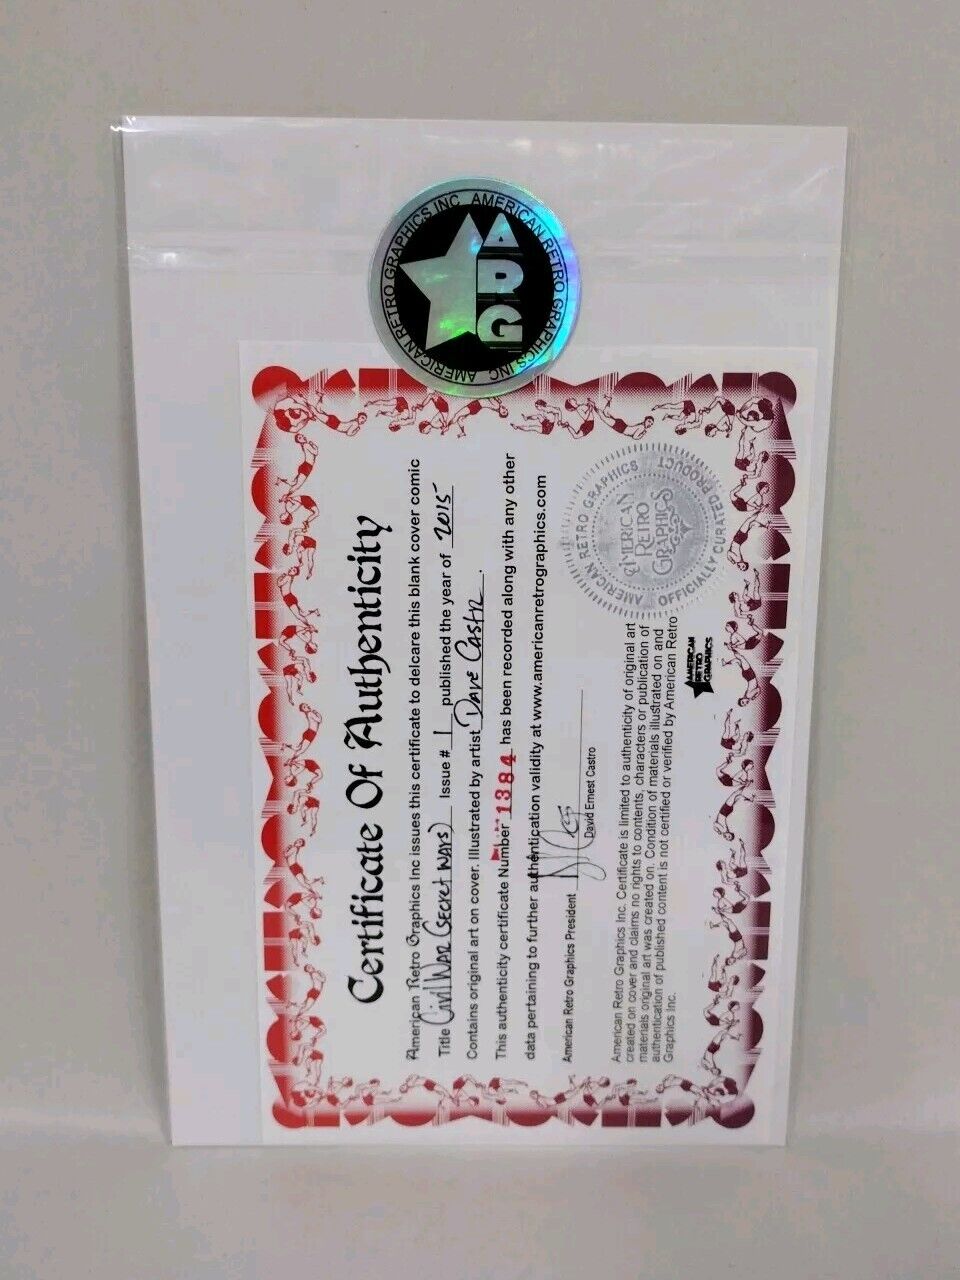 AMERICAN RETRO GRAPHICS INC. AMERICAN RETRO GRAPHICS INC.
ARG
Certificate Of Authenticity
American Retro Graphics Inc issues this certificate to delcare this blank cover comic
Title Civil War (Secret Wars) Issue # 1 published the year of 2015
Contains original art on cover. Illustrated by artist Dave Castr.
This authenticity certificate Number 1384 has been recorded along with any other
data pertaining to further authentication validity at www.americanretrographics.com
American Retro Graphics President
David Ernest Castro
American Retro Graphics Inc. Certificate is limited to authenticity of original art
created on cover and claims no rights to contents, characters or publication of
materials original art was created on. Condition of materials illustrated on and
authentication of published content is not certified or verified by American Retro
Graphics Inc.
AMERICAN RETRO GRAPHICS
OFFICIALLY CURATED PRODUCT
AMERICAN
RETRO
GRAPHICS
AMERICAN
RETRO
GRAPHICS